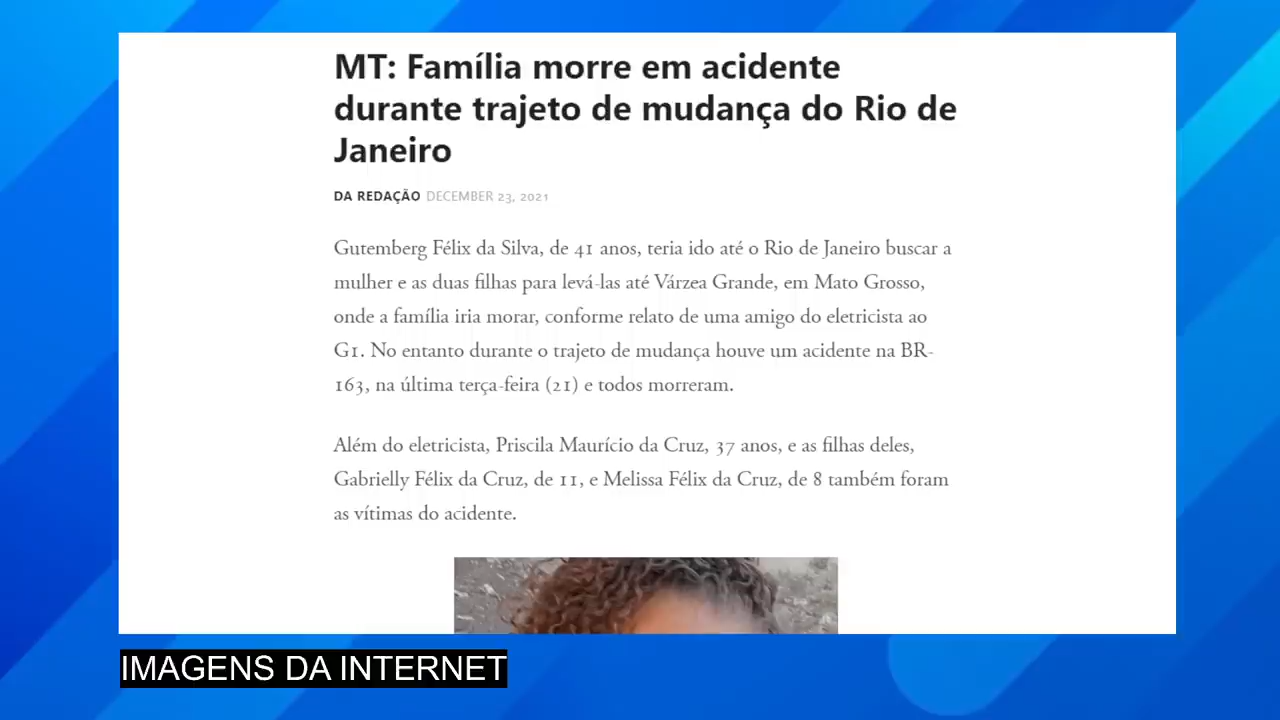 MT: Família morre em acidente
durante trajeto de mudança do Rio de
Janeiro
DA REDAÇÃO DECEMBER 23, 2021
Gutemberg Félix da Silva, de 41 anos, teria ido até o Rio de Janeiro buscar a
mulher e as duas filhas para levá-las até Várzea Grande, em Mato Grosso,
onde a família iria morar, conforme relato de uma amigo do eletricista ao
G1. No entanto durante o trajeto de mudança houve um acidente na BR-
163, na última terça-feira (21) e todos morreram.
Além do eletricista, Priscila Maurício da Cruz, 37 anos, e as filhas deles,
Gabrielly Félix da Cruz, de 11, e Melissa Félix da Cruz, de 8 também foram
as vítimas do acidente.
IMAGENS DA INTERNET